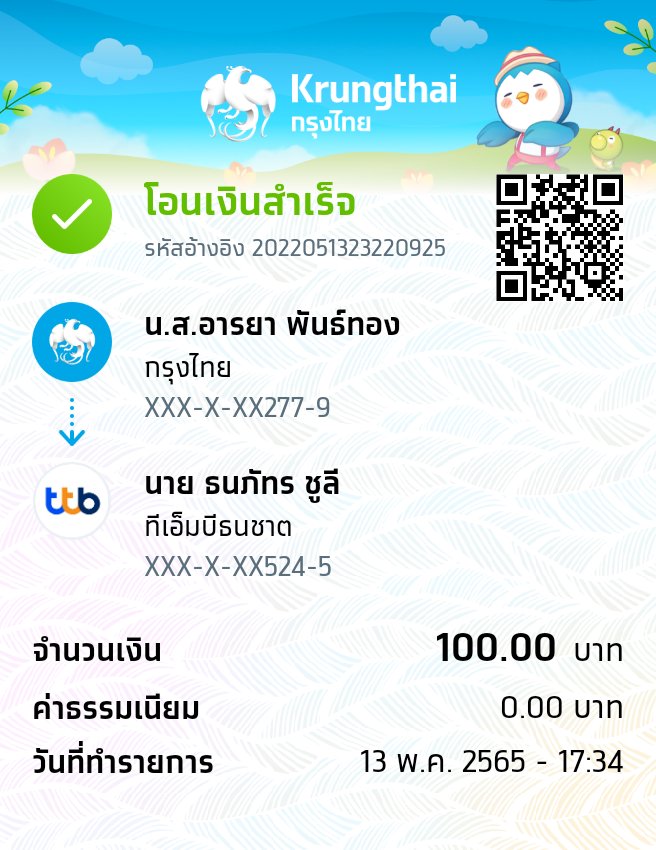 Krungthai
กรุงไทย
โอนเงินสำเร็จ
รหัสอ้างอิง 2022051323220925
น.ส.อารยา พันธ์ทอง
กรุงไทย
XXX-X-XX277-9
ttb
นาย ธนภัทร ชูลี
ทีเอ็มบีธนชาต
XXX-X-XX524-5
จำนวนเงิน 100.00 บาท
ค่าธรรมเนียม 0.00 บาท
วันที่ทำรายการ 13 พ.ค. 2565 - 17:34